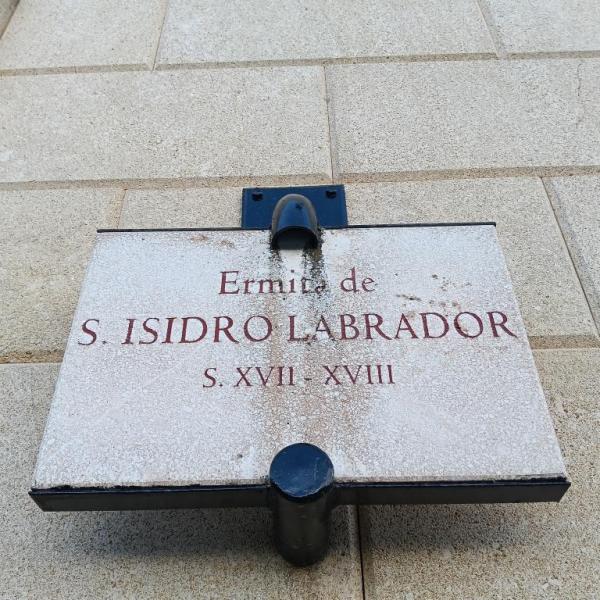 Ermita de
S. ISIDRO LABRADOR
S. XVII - XVIII